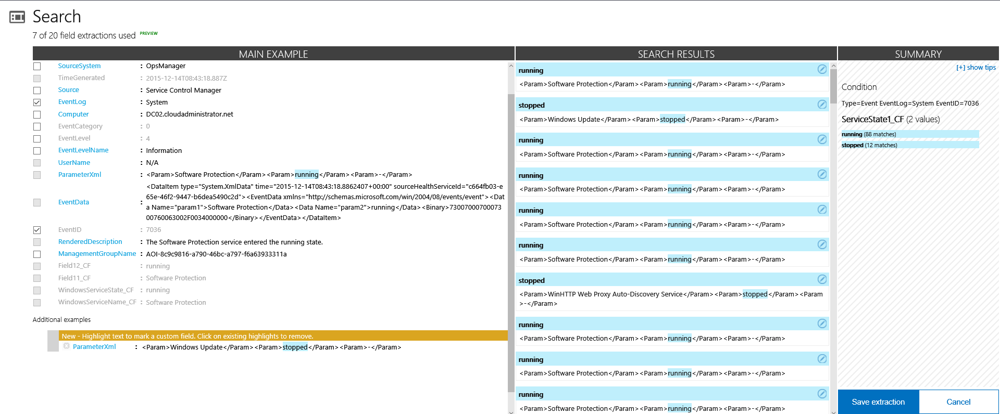 Search
7 of 20 field extractions used PREVIEW
MAIN EXAMPLE
SourceSystem : OpsManager
TimeGenerated : 2015-12-14T08:43:18.887Z
Source : Service Control Manager
EventLog : System
Computer : DC02.cloudadministrator.net
EventCategory : 0
EventLevel : 4
EventLevelName : Information
UserName : N/A
ParameterXml : <Param>Software Protection</Param><Param>running</Param><Param>-</Param>
<DataItem type="System.XmlData" time="2015-12-14T08:43:18.8862407+00:00" sourceHealthServiceId="c664fb03-e
65e-46f2-9447-b6dea5490c2d"><EventData xmlns="http://schemas.microsoft.com/win/2004/08/events/event"><Dat
EventData : a Name="param1">Software Protection</Data><Data Name="param2">running</Data><Binary>73007000700073
00760063002F0034000000</Binary></EventData></DataItem>
EventID : 7036
RenderedDescription : The Software Protection service entered the running state.
ManagementGroupName : AOI-8c9c9816-a790-46bc-a797-f6a63933311a
Field12_CF : running
Field11_CF : Software Protection
WindowsServiceState_CF : running
WindowsServiceName_CF : Software Protection
Additional examples
New - Highlight text to mark a custom field. Click on existing highlights to remove.
ParameterXml : <Param>Windows Update</Param><Param>stopped</Param><Param>-</Param>
SEARCH RESULTS
running
<Param>Software Protection</Param><Param>running</Param><Param>-</Param>
stopped
<Param>Windows Update</Param><Param>stopped</Param><Param>-</Param>
running
<Param>Software Protection</Param><Param>running</Param><Param>-</Param>
running
<Param>Software Protection</Param><Param>running</Param><Param>-</Param>
running
<Param>Software Protection</Param><Param>running</Param><Param>-</Param>
running
<Param>Software Protection</Param><Param>running</Param><Param>-</Param>
stopped
<Param>WinHTTP Web Proxy Auto-Discovery Service</Param><Param>stopped</Param><Param
>-</Param>
running
<Param>Software Protection</Param><Param>running</Param><Param>-</Param>
running
<Param>Software Protection</Param><Param>running</Param><Param>-</Param>
running
<Param>Software Protection</Param><Param>running</Param><Param>-</Param>
SUMMARY
[+] show tips
Condition
Type=Event EventLog=System EventID=7036
ServiceState1_CF (2 values)
running (88 matches)
stopped (12 matches)
Save extraction
Cancel